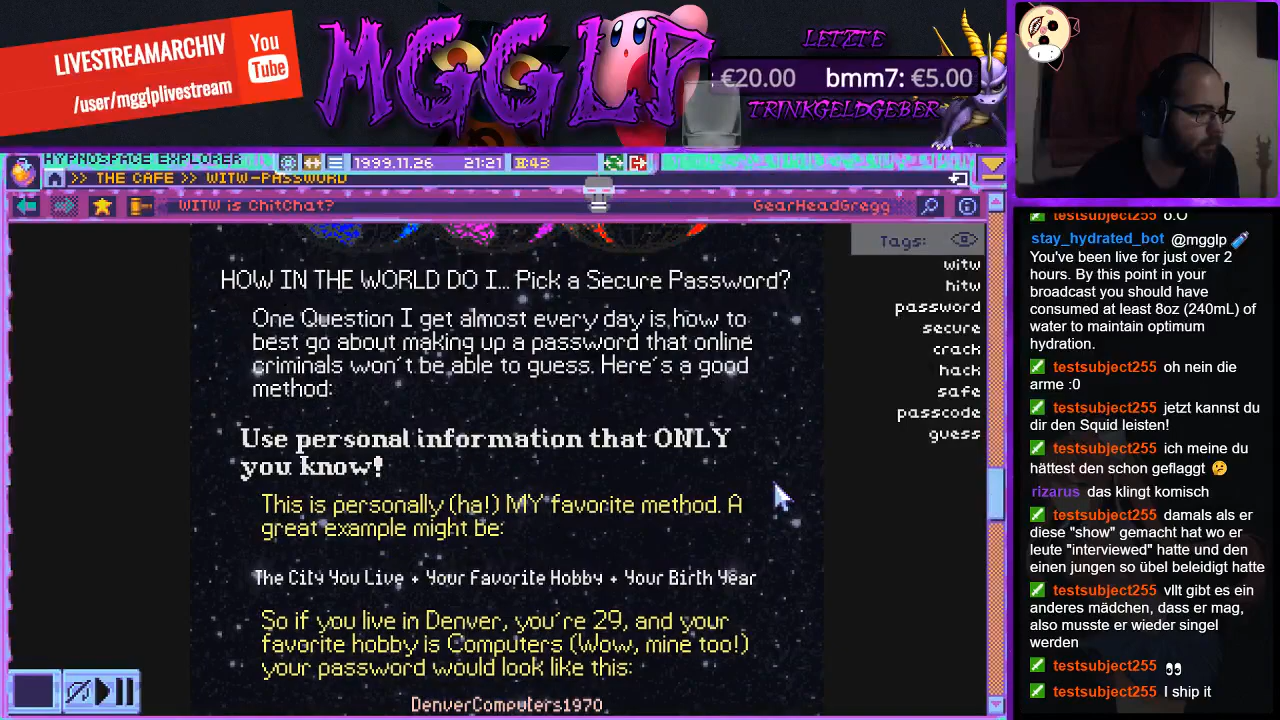 LIVESTREAMARCHIV
/user/mgglplivestream
You
Tube
MGGLP
LETZTE
: €20.00 bmm7: €5.00
TRINKGELDGEBER
HYPNOSPACE EXPLORER
1999.11.26 21:21
:43
>> THE CAFE >> WITW-PASSWORD
WITW is ChitChat?
GearHeadGregg
Tags:
witw
hitw
password
secure
crack
hack
safe
passcode
guess
HOW IN THE WORLD DO I... Pick a Secure Password?
One Question I get almost every day is how to
best go about making up a password that online
criminals won't be able to guess. Here's a good
method:
Use personal information that ONLY
you know!
This is personally (ha!) MY favorite method. A
great example might be:
The City You Live + Your Favorite Hobby + Your Birth Year
So if you live in Denver, you're 29, and your
favorite hobby is Computers (Wow, mine too!)
your password would look like this:
DenverComputers1970
testsubject255 o.O
stay_hydrated_bot @mgglp
You've been live for just over 2
hours. By this point in your
broadcast you should have
consumed at least 8oz (240mL) of
water to maintain optimum
hydration.
testsubject255 oh nein die
arme :0
testsubject255 jetzt kannst du
dir den Squid leisten!
testsubject255 ich meine du
hättest den schon geflaggt
rizarus das klingt komisch
testsubject255 damals als er
diese "show" gemacht hat wo er
leute "interviewed" hatte und den
einen jungen so übel beleidigt hatte
testsubject255 vllt gibt es ein
anderes mädchen, dass er mag,
also musste er wieder singel
werden
testsubject255
testsubject255 I ship it